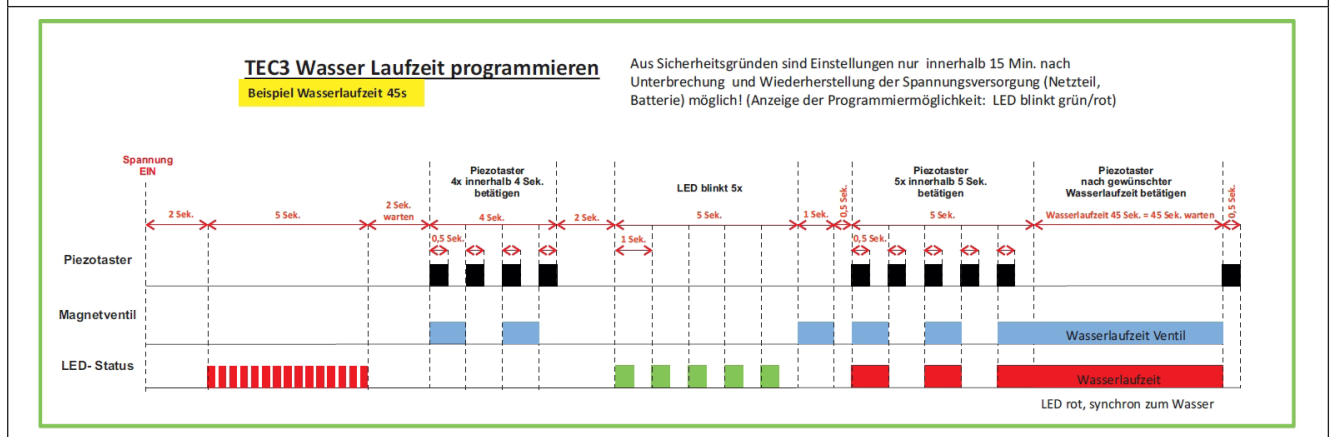 TEC3 Wasser Laufzeit programmieren
Beispiel Wasserlaufzeit 45s
Aus Sicherheitsgründen sind Einstellungen nur innerhalb 15 Min. nach
Unterbrechung und Wiederherstellung der Spannungsversorgung (Netzteil,
Batterie) möglich! (Anzeige der Programmiermöglichkeit: LED blinkt grün/rot)
Spannung
EIN
2 Sek.
5 Sek.
2 Sek.
warten
Piezotaster
4x innerhalb 4 Sek.
betätigen
4 Sek.
2 Sek.
LED blinkt 5x
5 Sek.
1 Sek.
0,5 Sek.
Piezotaster
5x innerhalb 5 Sek.
betätigen
5 Sek.
Piezotaster
nach gewünschter
Wasserlaufzeit betätigen
Wasserlaufzeit 45 Sek. = 45 Sek. warten
0,5 Sek.
0,5 Sek.
1 Sek.
0,5 Sek.
Piezotaster
Magnetventil
Wasserlaufzeit Ventil
LED- Status
Wasserlaufzeit
LED rot, synchron zum Wasser